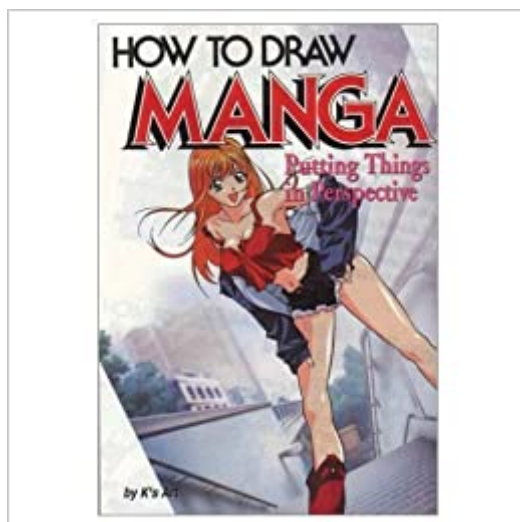 HOW TO DRAW
MANGA
Putting Things
in Perspective
by K's Art